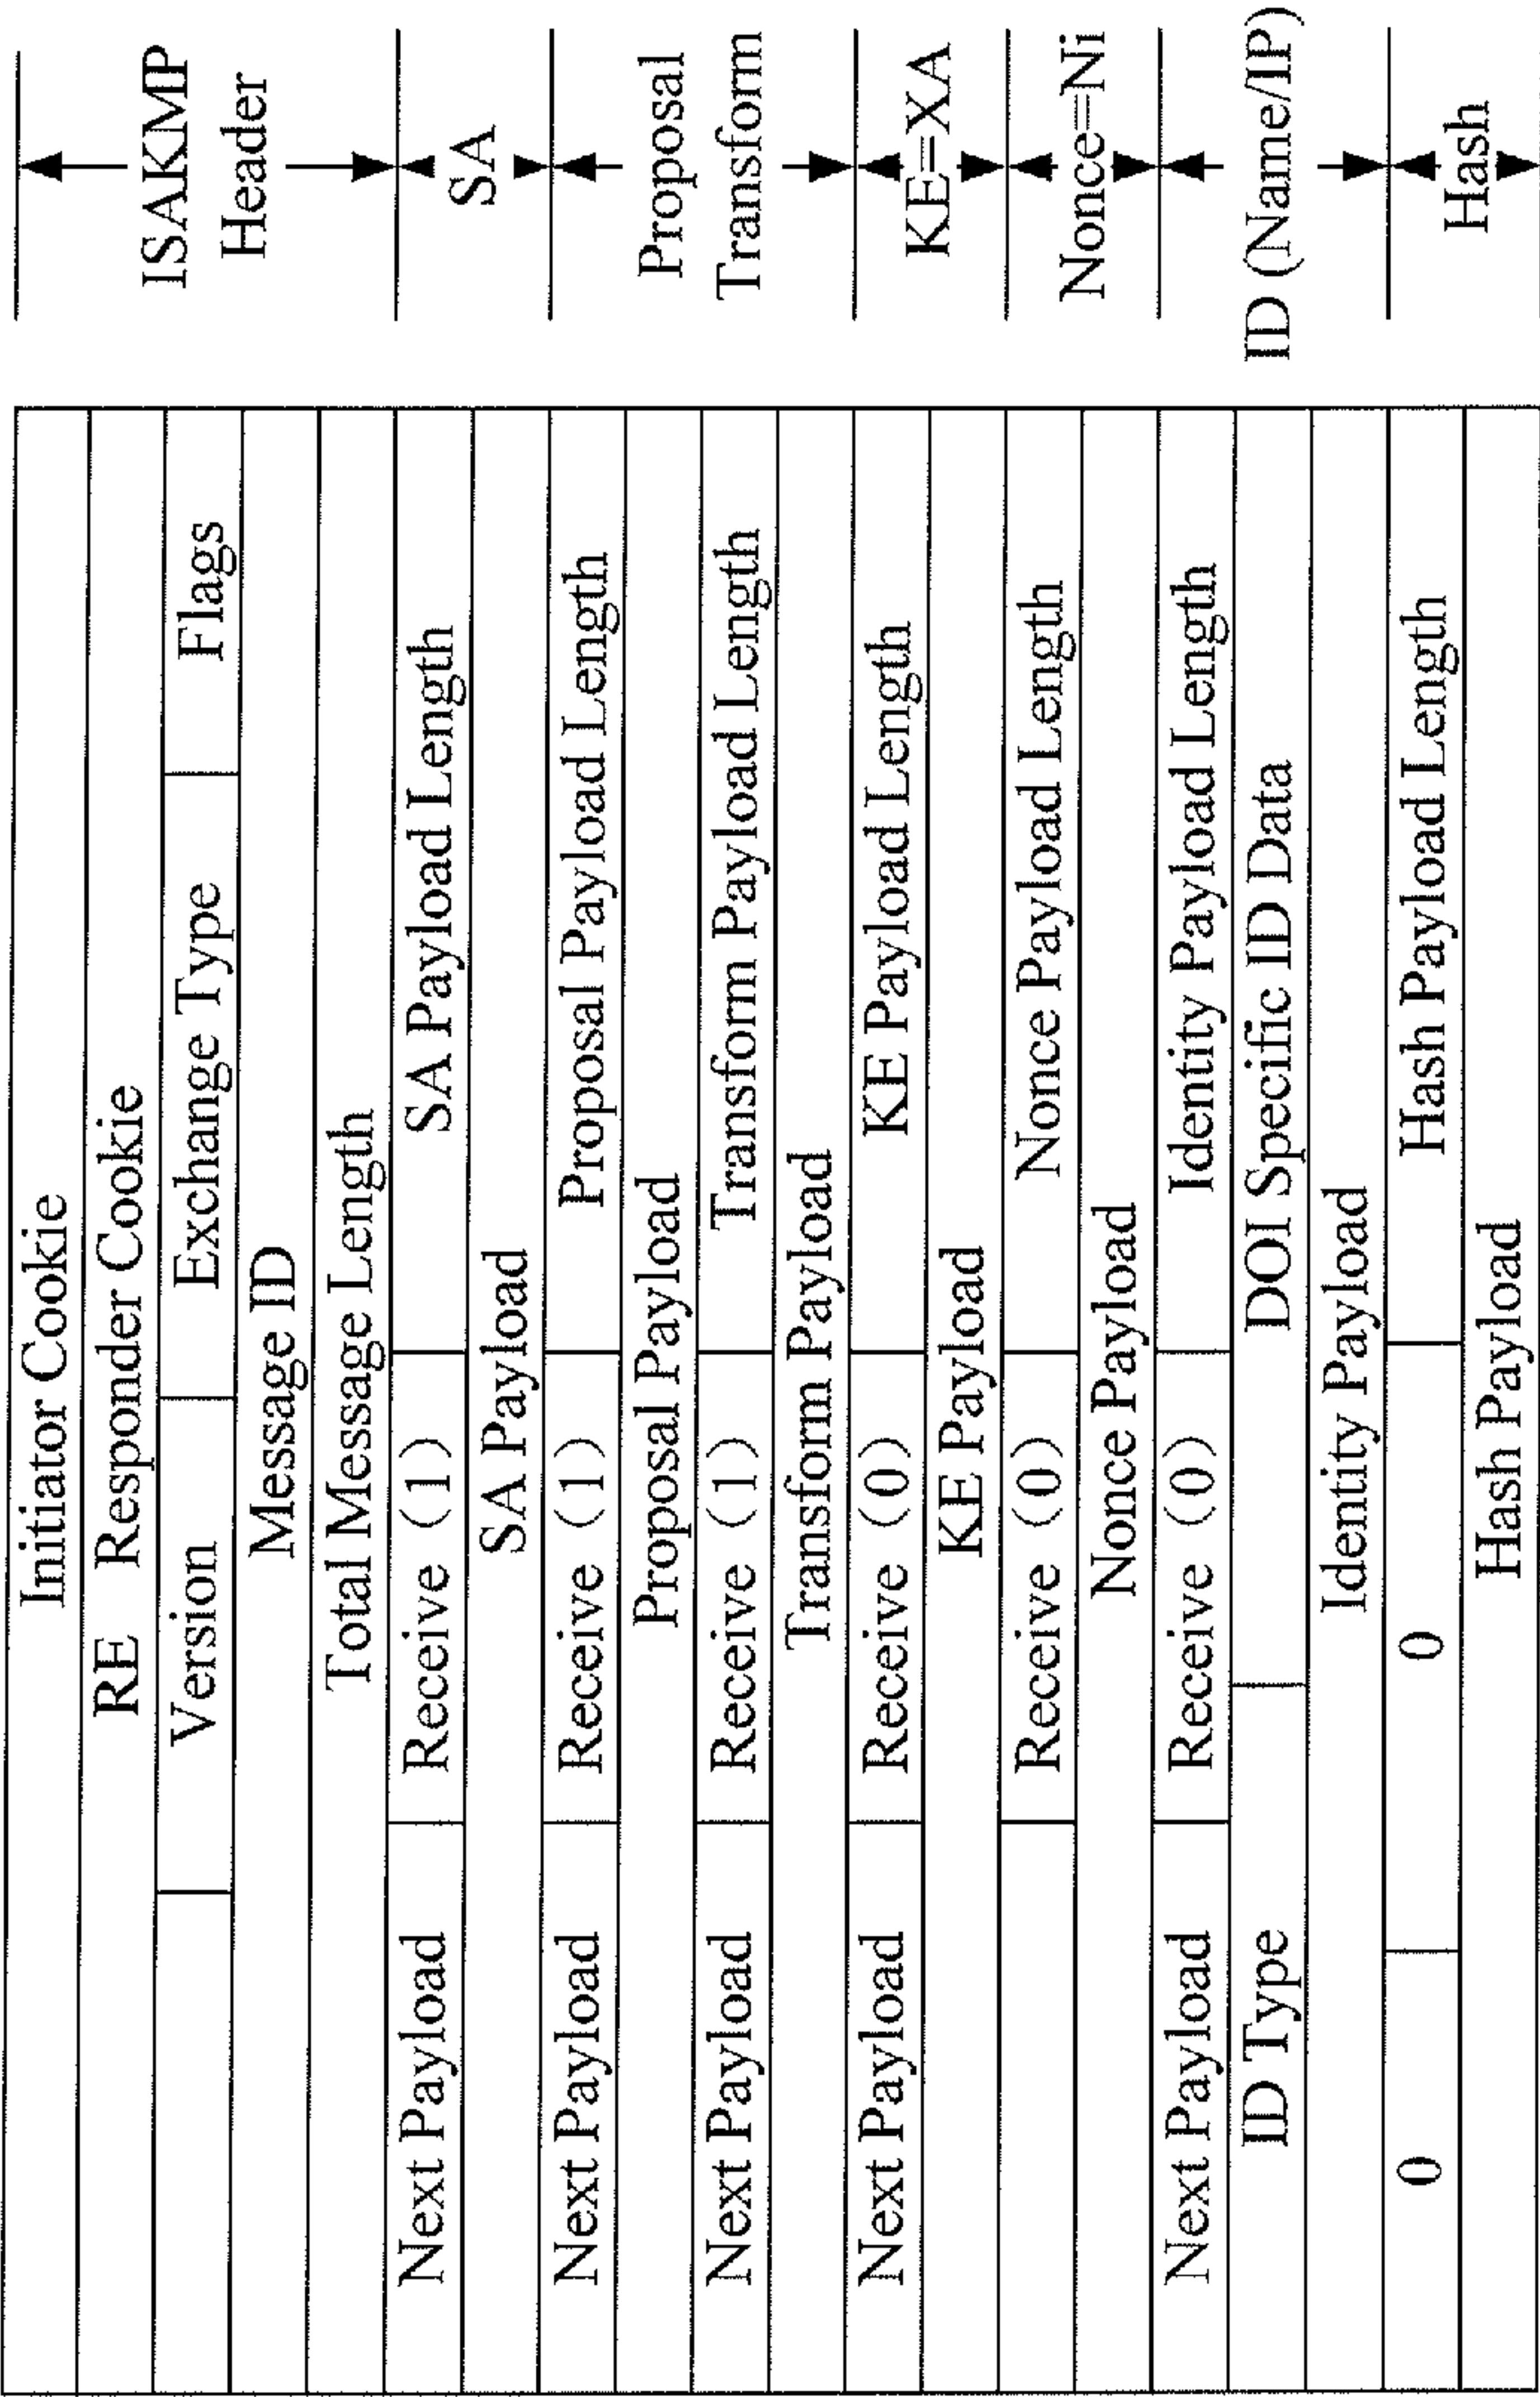 Initiator Cookie
RE Responder Cookie
Version Exchange Type Flags
Message ID
Total Message Length
ISAKMP
Header
Next Payload Receive (1) SA Payload Length
SA Payload
SA
Next Payload Receive (1) Proposal Payload Length
Proposal Payload
Next Payload Receive (1) Transform Payload Length
Transform Payload
Proposal
Transform
Next Payload Receive (0) KE Payload Length
KE Payload
KE=XA
Receive (0) Nonce Payload Length
Nonce Payload
Nonce=Ni
Next Payload Receive (0) Identity Payload Length
ID Type DOI Specific ID Data
Identity Payload
ID (Name/IP)
0 0 Hash Payload Length
Hash Payload
Hash